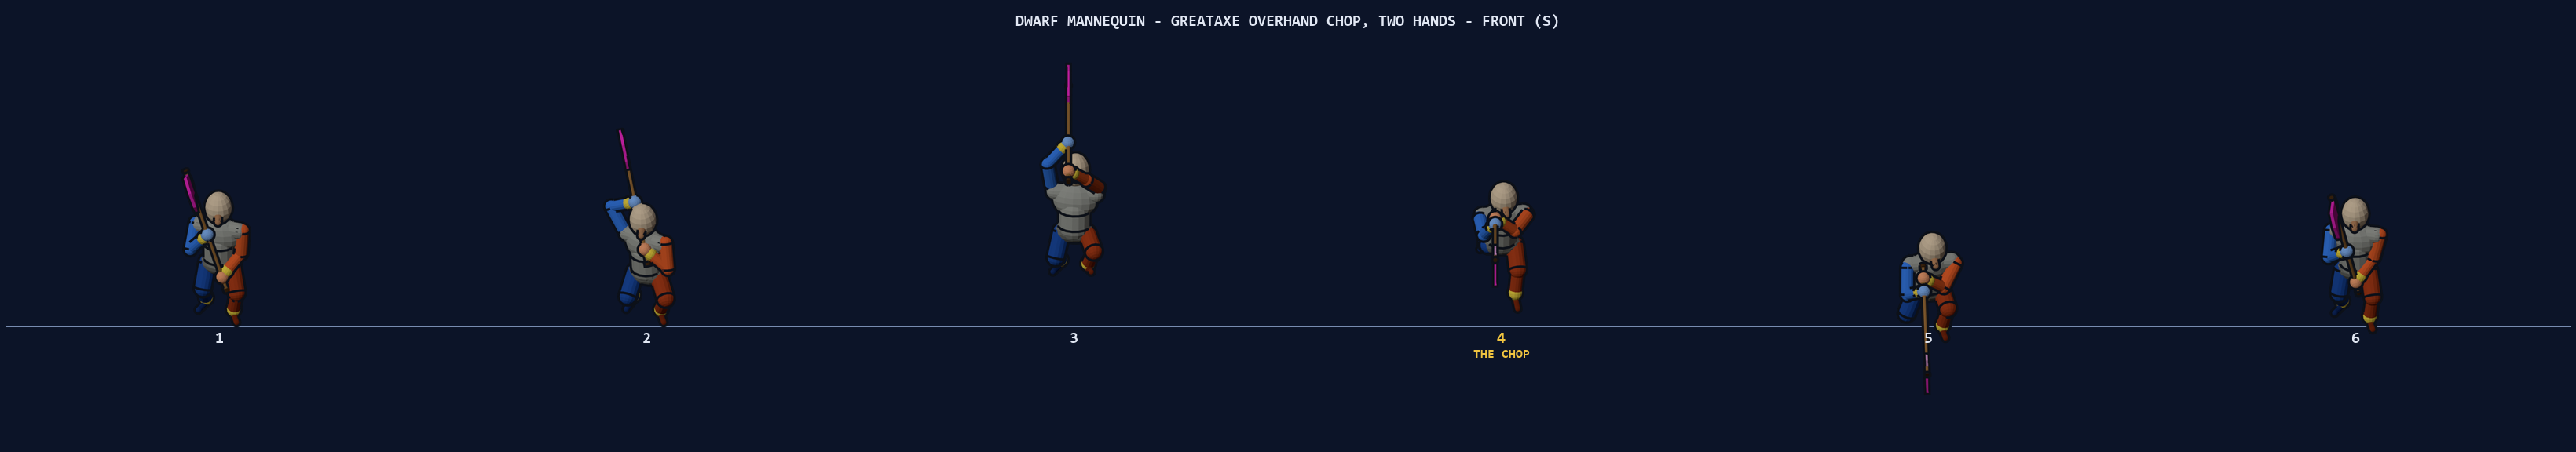 DWARF MANNEQUIN - GREATAXE OVERHAND CHOP, TWO HANDS - FRONT (S)
1 2 3 4 5 6
THE CHOP